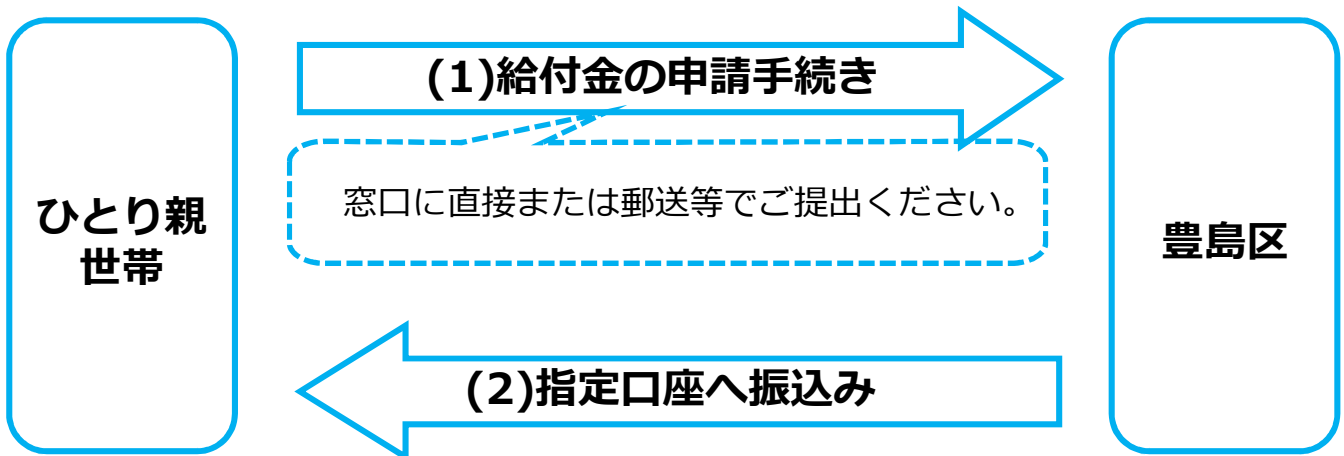 (1)給付金の申請手続き
窓口に直接または郵送等でご提出ください。
ひとり親
世帯
豊島区
(2)指定口座へ振込み